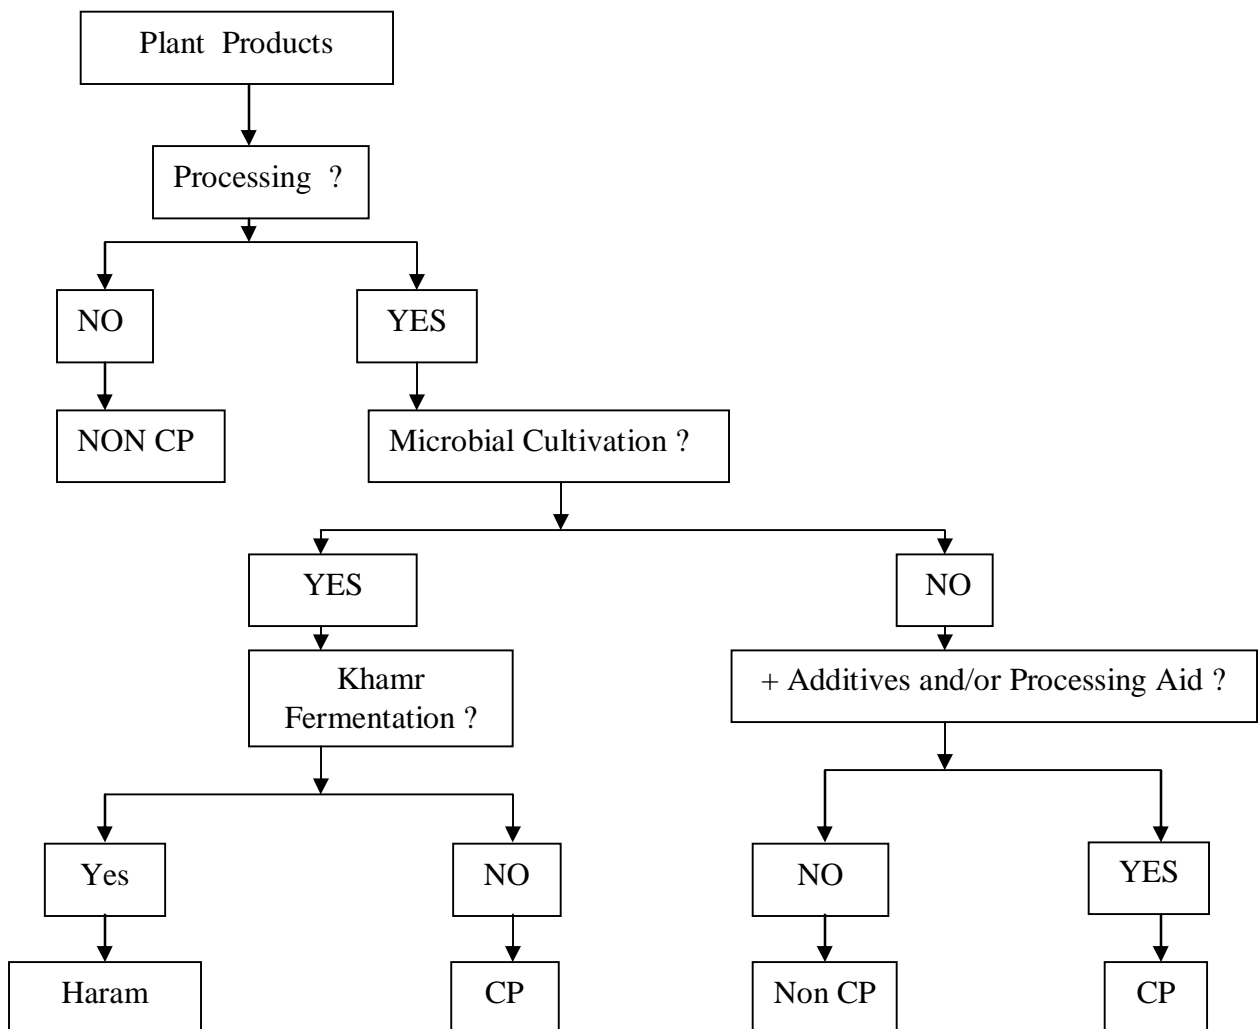 Plant Products
Processing ?
NO
YES
NON CP
Microbial Cultivation ?
YES
NO
Khamr
Fermentation ?
+ Additives and/or Processing Aid ?
Yes
NO
NO
YES
Haram
CP
Non CP
CP